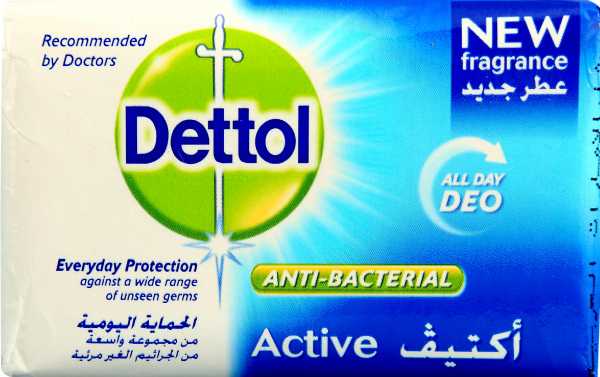 Recommended
by Doctors
Dettol
NEW
fragrance
عطر جديد
ALL DAY
DEO
Everyday Protection
against a wide range
of unseen germs
ANTI-BACTERIAL
الحماية اليومية
من مجموعة واسعة
من الجراثيم الغير مرئية
Active أكتيڤ